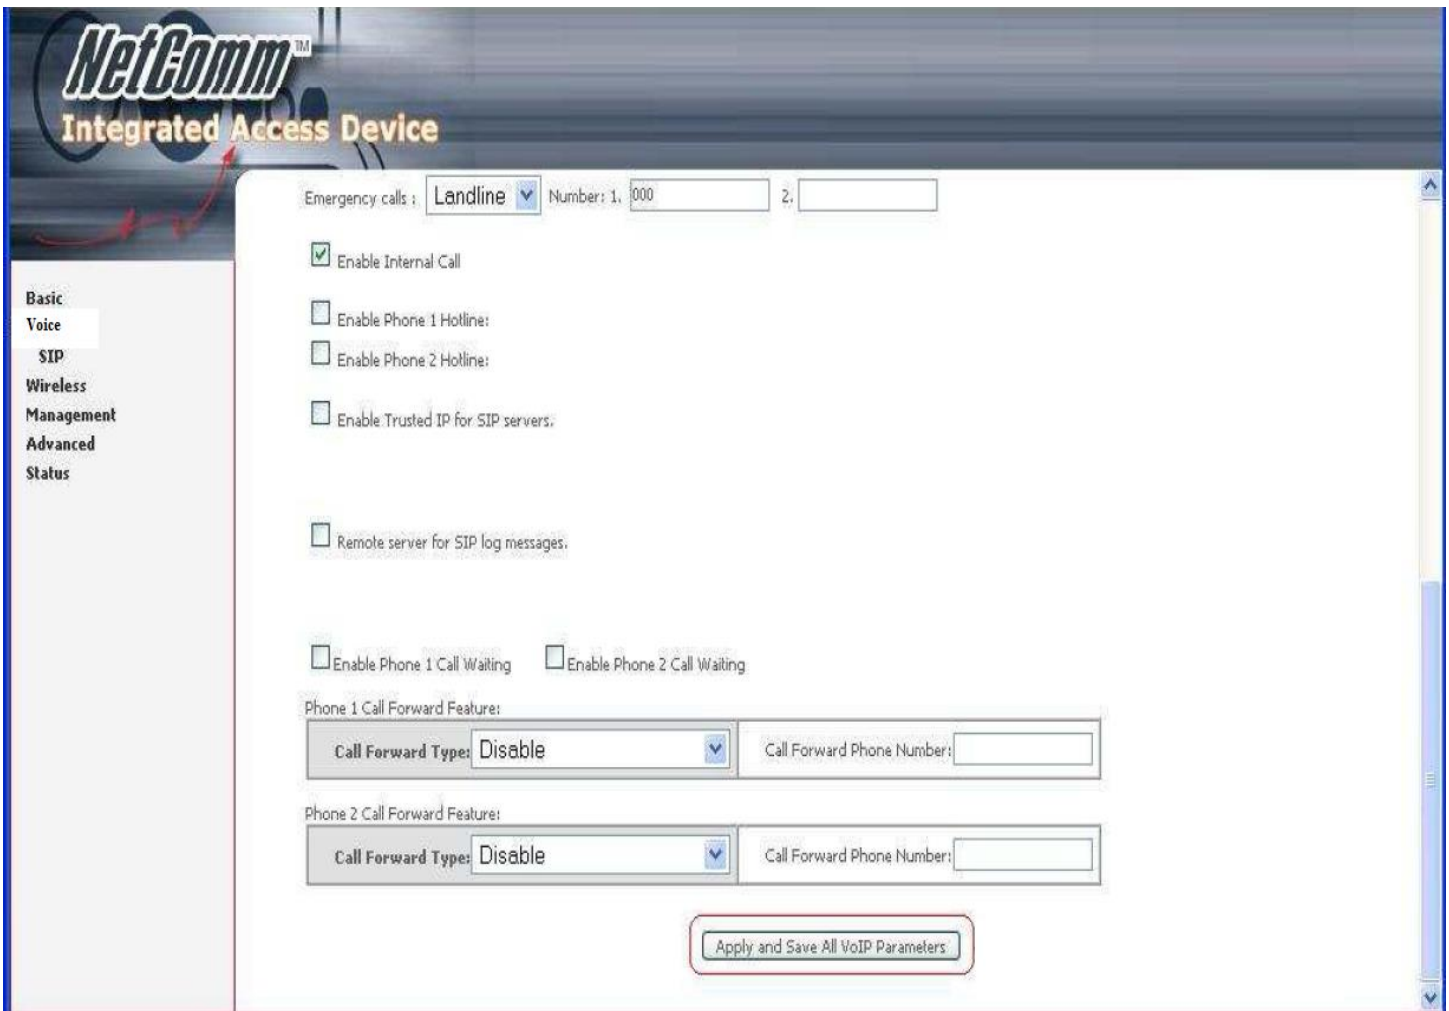 NetComm™
Integrated Access Device
Emergency calls : Landline Number: 1. 000 2.
Enable Internal Call
Basic
Voice
SIP
Wireless
Management
Advanced
Status
Enable Phone 1 Hotline:
Enable Phone 2 Hotline:
Enable Trusted IP for SIP servers.
Remote server for SIP log messages.
Enable Phone 1 Call Waiting Enable Phone 2 Call Waiting
Phone 1 Call Forward Feature:
Call Forward Type: Disable Call Forward Phone Number:
Phone 2 Call Forward Feature:
Call Forward Type: Disable Call Forward Phone Number:
Apply and Save All VoIP Parameters